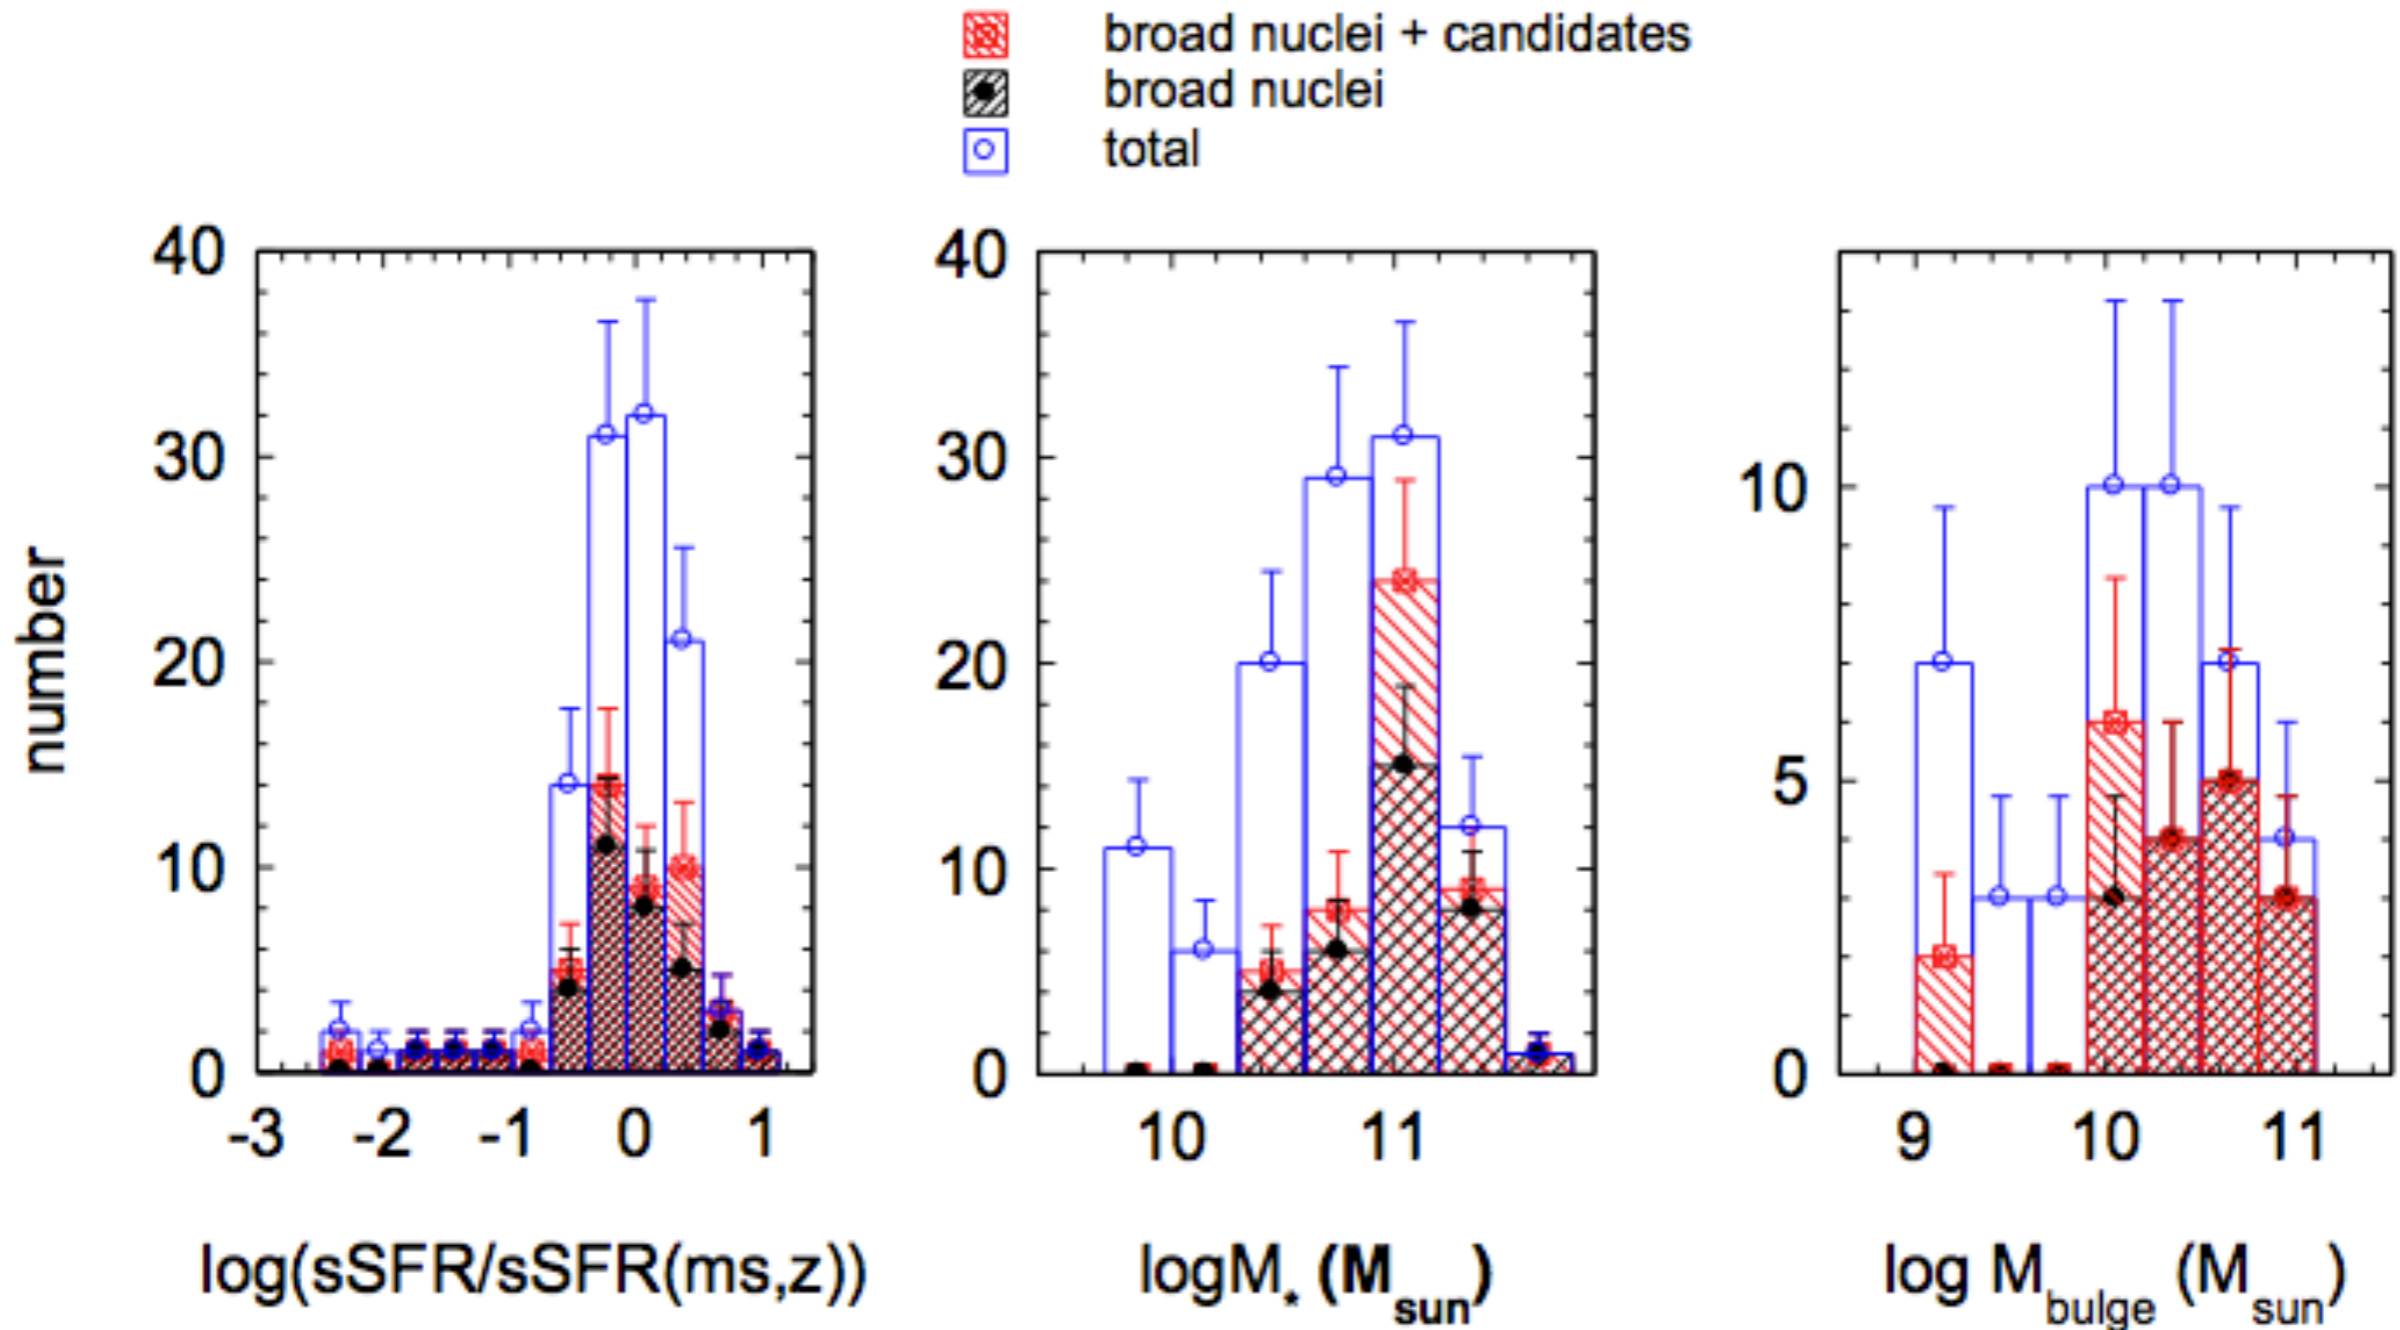 broad nuclei + candidates
broad nuclei
total
number
40
30
20
10
0
-3 -2 -1 0 1
log(sSFR/sSFR(ms,z))
40
30
20
10
0
10 11
logM* (Msun)
10
5
0
9 10 11
log Mbulge (Msun)